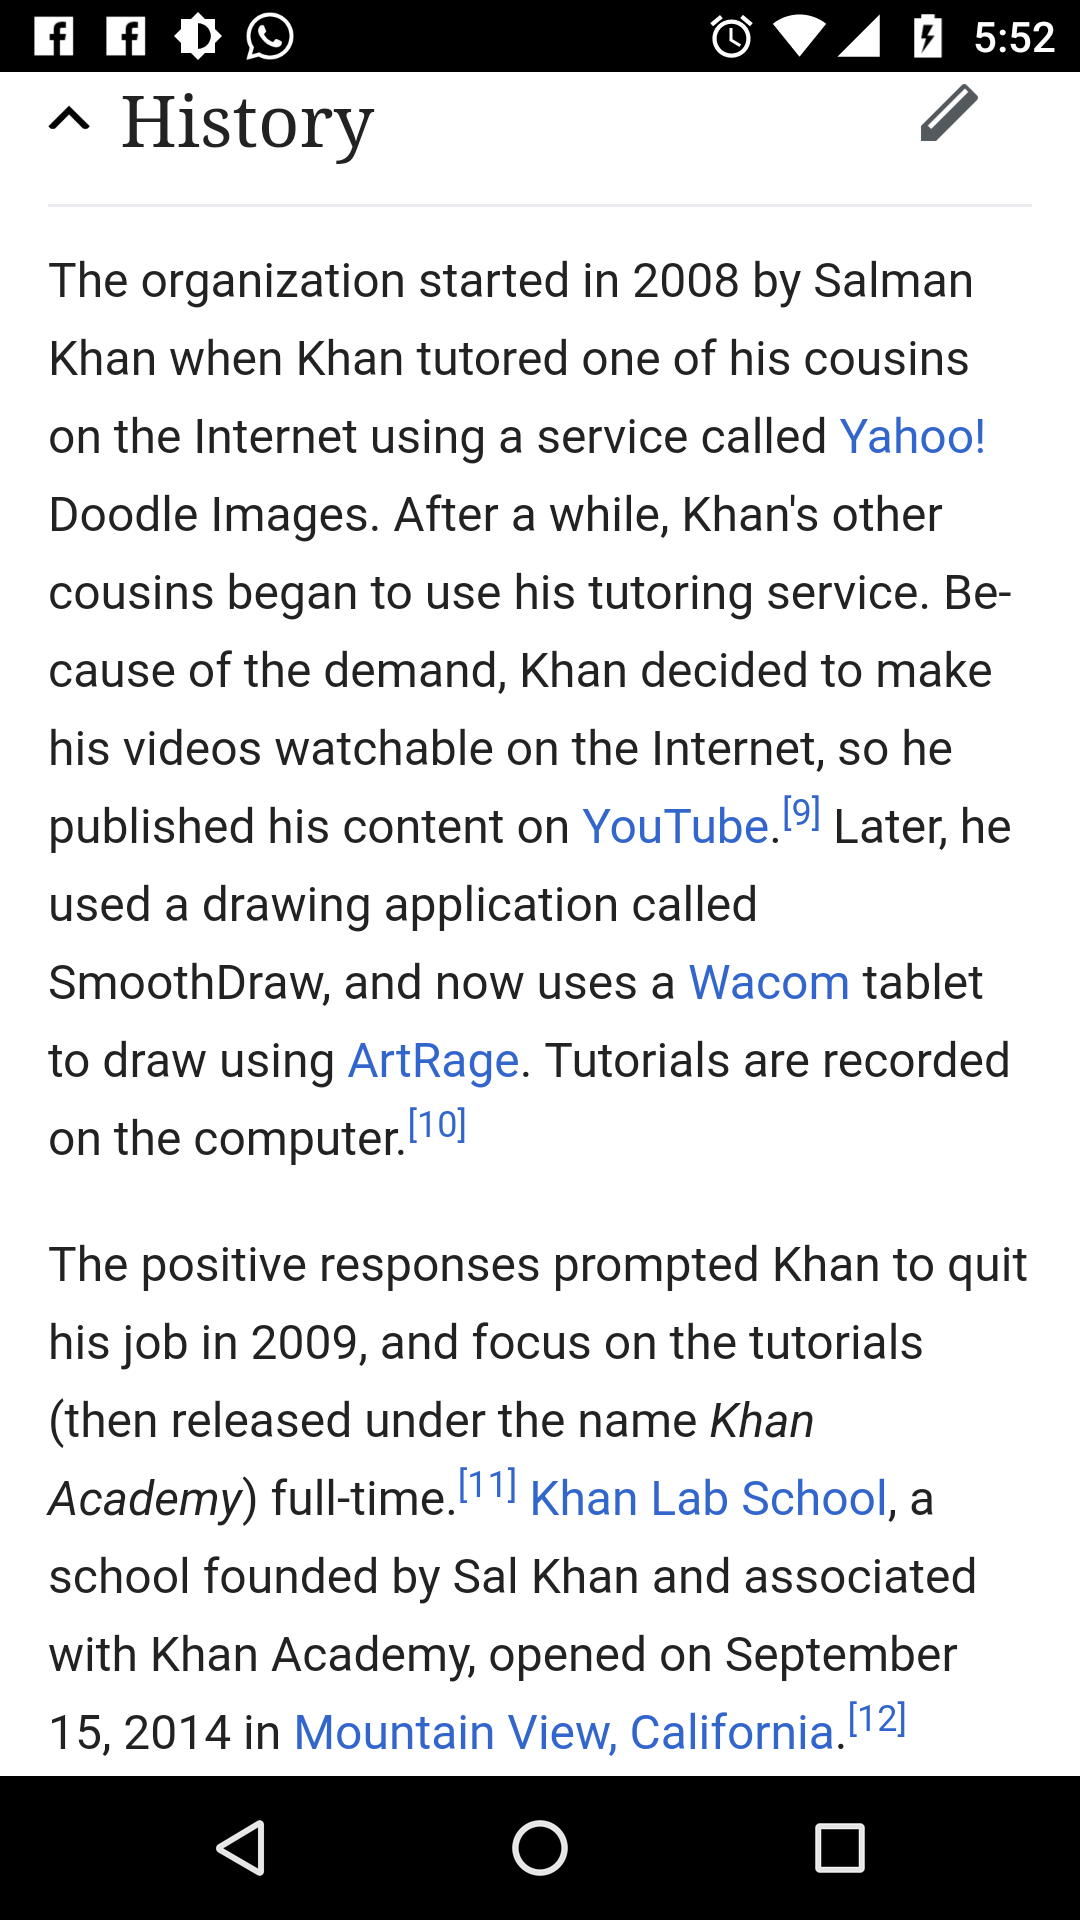 5:52
History
The organization started in 2008 by Salman
Khan when Khan tutored one of his cousins
on the Internet using a service called Yahoo!
Doodle Images. After a while, Khan's other
cousins began to use his tutoring service. Be-
cause of the demand, Khan decided to make
his videos watchable on the Internet, so he
published his content on YouTube.[9] Later, he
used a drawing application called
SmoothDraw, and now uses a Wacom tablet
to draw using ArtRage. Tutorials are recorded
on the computer.[10]
The positive responses prompted Khan to quit
his job in 2009, and focus on the tutorials
(then released under the name Khan
Academy) full-time.[11] Khan Lab School, a
school founded by Sal Khan and associated
with Khan Academy, opened on September
15, 2014 in Mountain View, California.[12]